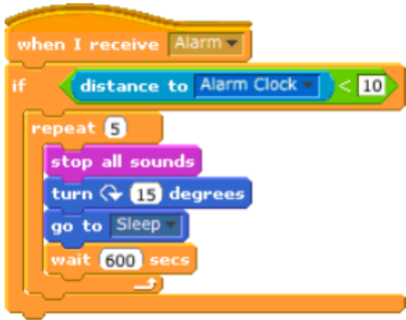 when I receive Alarm
if distance to Alarm Clock < 10
repeat 5
stop all sounds
turn 15 degrees
go to Sleep
wait 600 secs